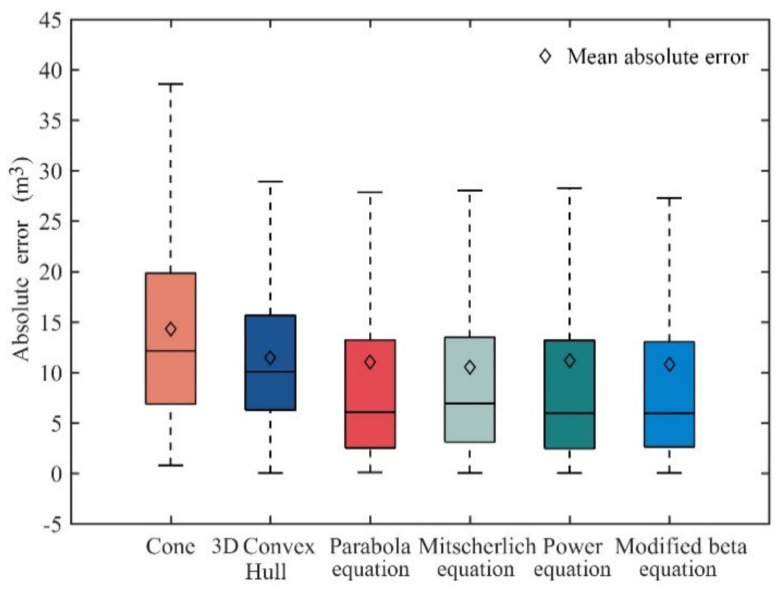 45
40
35
30
25
20
15
10
5
0
-5
Absolute error (m³)
Mean absolute error
Cone
3D Convex
Hull
Parabola
equation
Mitscherlich
equation
Power
equation
Modified beta
equation